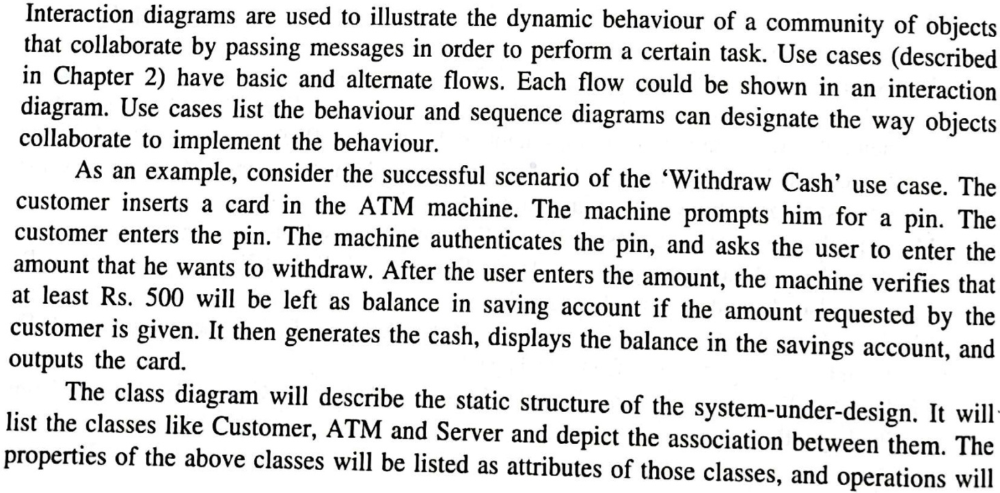 Interaction diagrams are used to illustrate the dynamic behaviour of a community of objects
that collaborate by passing messages in order to perform a certain task. Use cases (described
in Chapter 2) have basic and alternate flows. Each flow could be shown in an interaction
diagram. Use cases list the behaviour and sequence diagrams can designate the way objects
collaborate to implement the behaviour.
As an example, consider the successful scenario of the ‘Withdraw Cash’ use case. The
customer inserts a card in the ATM machine. The machine prompts him for a pin. The
customer enters the pin. The machine authenticates the pin, and asks the user to enter the
amount that he wants to withdraw. After the user enters the amount, the machine verifies that
at least Rs. 500 will be left as balance in saving account if the amount requested by the
customer is given. It then generates the cash, displays the balance in the savings account, and
outputs the card.
The class diagram will describe the static structure of the system-under-design. It will
list the classes like Customer, ATM and Server and depict the association between them. The
properties of the above classes will be listed as attributes of those classes, and operations will